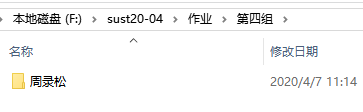 本地磁盘 (F:) > sust20-04 > 作业 > 第四组
名称 修改日期
周录松 2020/4/7 11:14